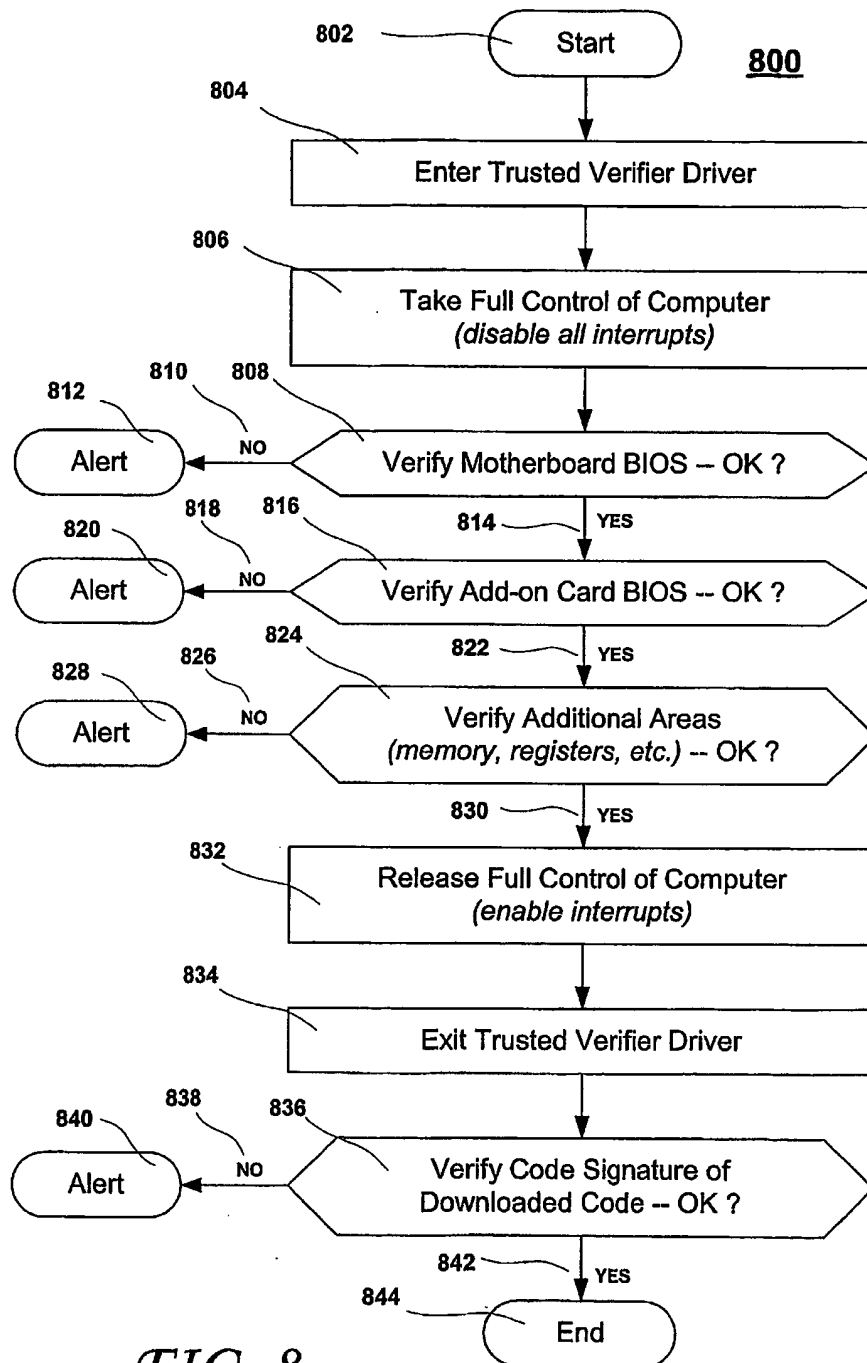 802
Start
800
804
Enter Trusted Verifier Driver
806
Take Full Control of Computer
(disable all interrupts)
810
808
812
NO
Alert
Verify Motherboard BIOS -- OK ?
814
YES
818
816
820
NO
Alert
Verify Add-on Card BIOS -- OK ?
824
822
YES
826
828
NO
Alert
Verify Additional Areas
(memory, registers, etc.) -- OK ?
830
YES
832
Release Full Control of Computer
(enable interrupts)
834
Exit Trusted Verifier Driver
838
836
840
NO
Alert
Verify Code Signature of
Downloaded Code -- OK ?
842
YES
844
End
FIG. 8